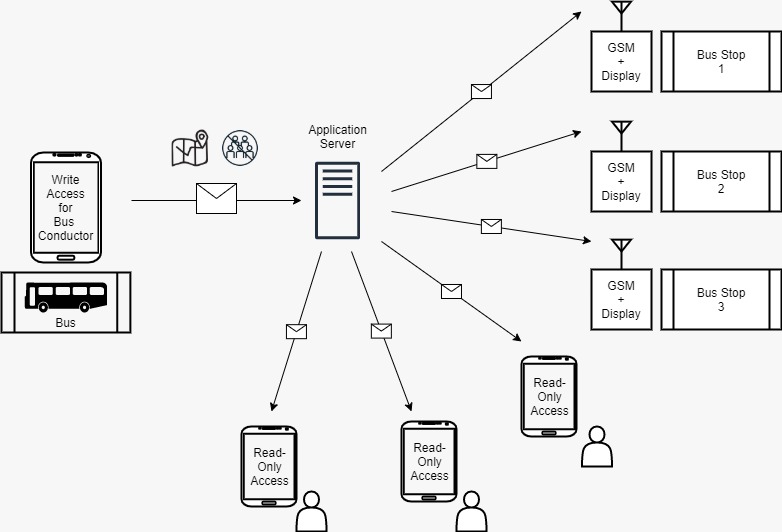 GSM
+
Display
Bus Stop
1
Application
Server
Write
Access
for
Bus
Conductor
GSM
+
Display
Bus Stop
2
Bus
GSM
+
Display
Bus Stop
3
Read-
Only
Access
Read-
Only
Access
Read-
Only
Access